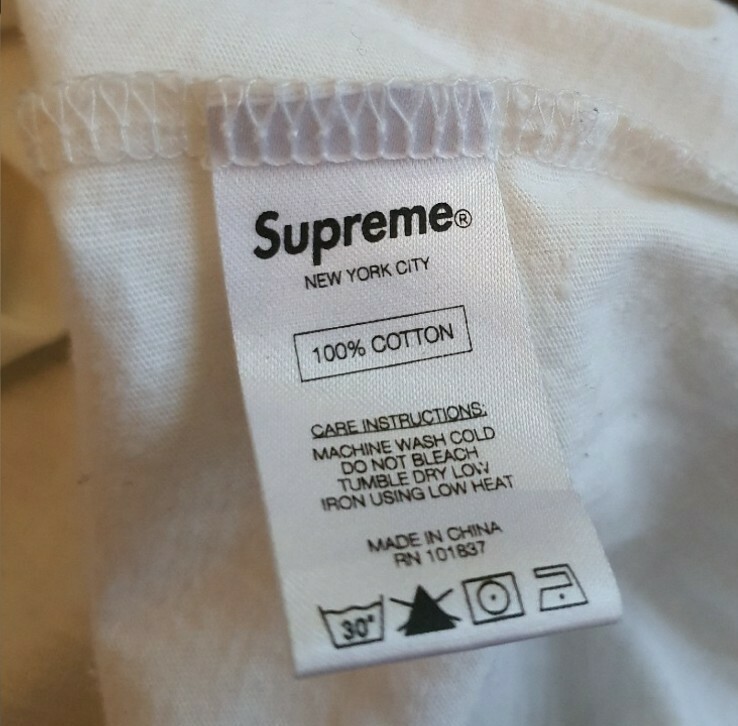 Supreme®
NEW YORK CITY
100% COTTON
CARE INSTRUCTIONS:
MACHINE WASH COLD
DO NOT BLEACH
TUMBLE DRY LOW
IRON USING LOW HEAT
MADE IN CHINA
RN 101837
30°